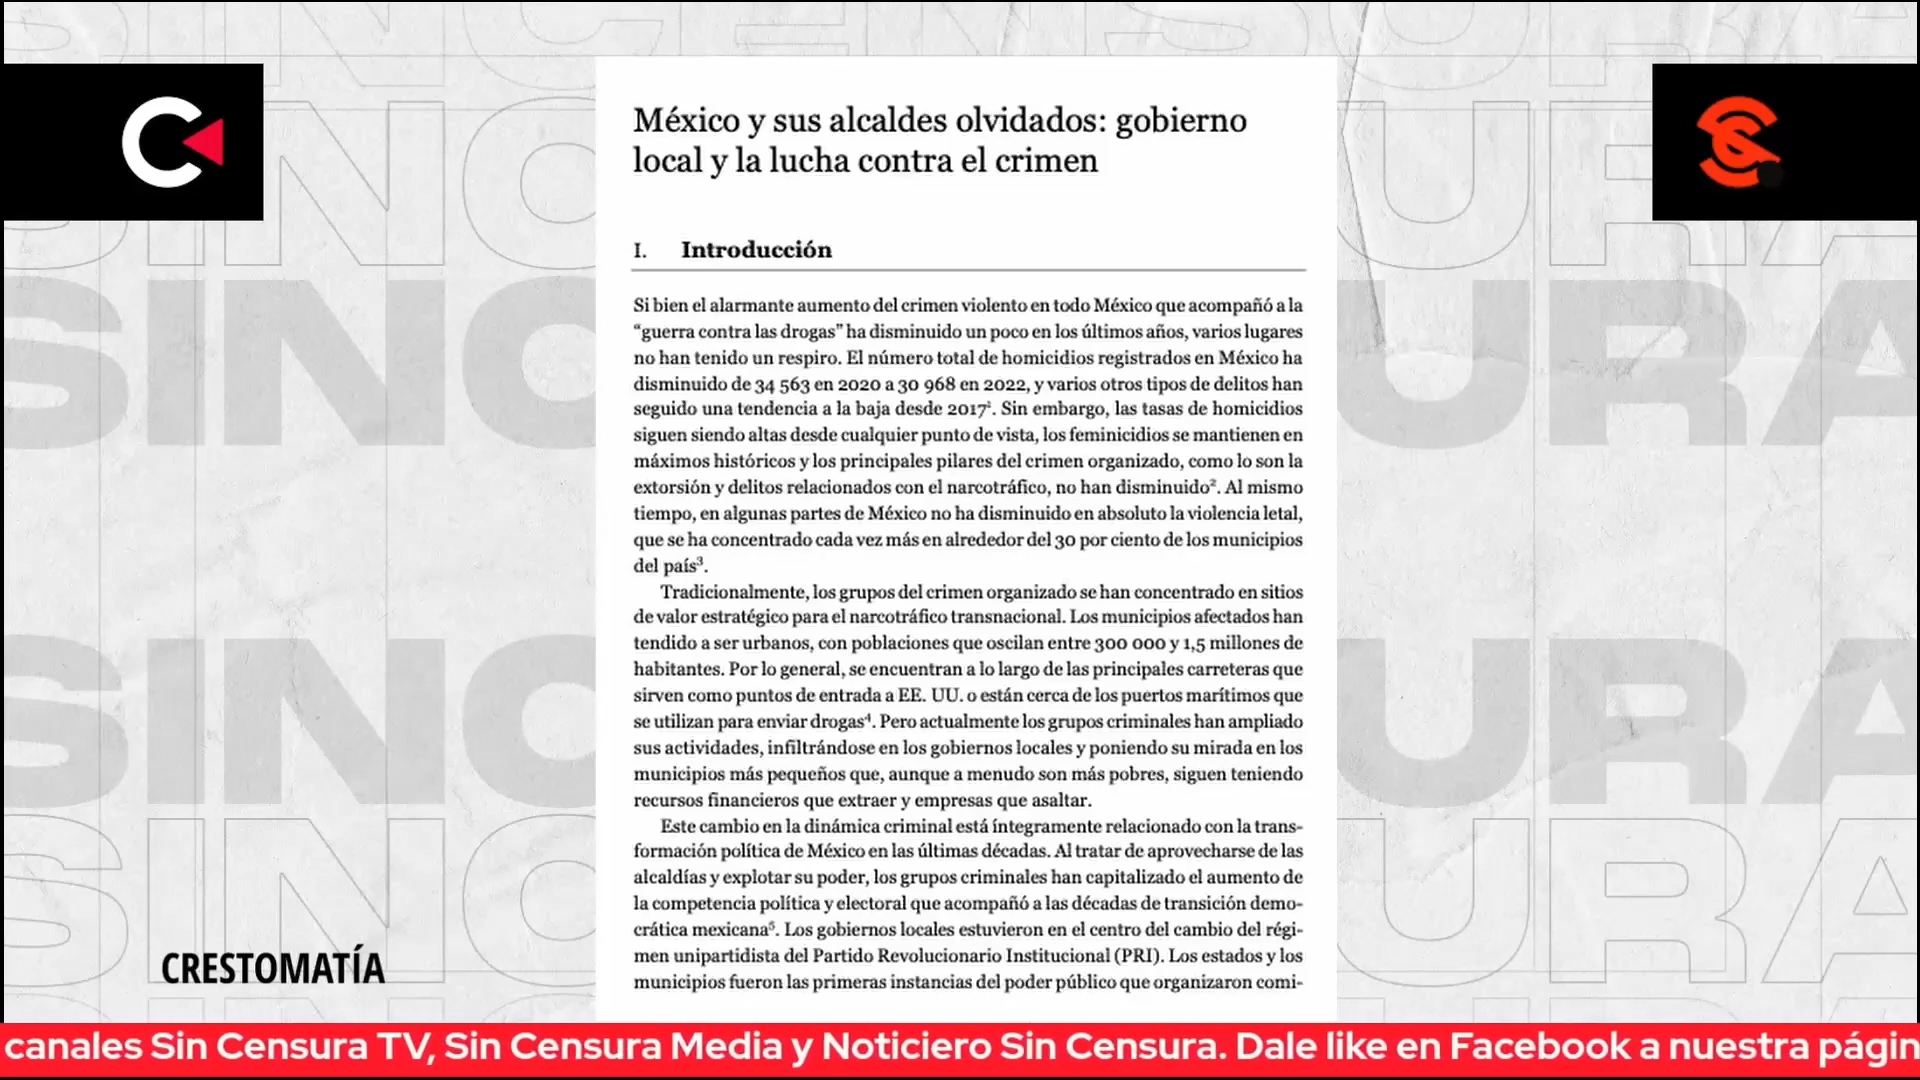 México y sus alcaldes olvidados: gobierno
local y la lucha contra el crimen
I. Introducción
Si bien el alarmante aumento del crimen violento en todo México que acompañó a la
“guerra contra las drogas” ha disminuido un poco en los últimos años, varios lugares
no han tenido un respiro. El número total de homicidios registrados en México ha
disminuido de 34 563 en 2020 a 30 968 en 2022, y varios otros tipos de delitos han
seguido una tendencia a la baja desde 2017¹. Sin embargo, las tasas de homicidios
siguen siendo altas desde cualquier punto de vista, los feminicidios se mantienen en
máximos históricos y los principales pilares del crimen organizado, como lo son la
extorsión y delitos relacionados con el narcotráfico, no han disminuido². Al mismo
tiempo, en algunas partes de México no ha disminuido en absoluto la violencia letal,
que se ha concentrado cada vez más en alrededor del 30 por ciento de los municipios
del país³.
Tradicionalmente, los grupos del crimen organizado se han concentrado en sitios
de valor estratégico para el narcotráfico transnacional. Los municipios afectados han
tendido a ser urbanos, con poblaciones que oscilan entre 300 000 y 1,5 millones de
habitantes. Por lo general, se encuentran a lo largo de las principales carreteras que
sirven como puntos de entrada a EE. UU. o están cerca de los puertos marítimos que
se utilizan para enviar drogas⁴. Pero actualmente los grupos criminales han ampliado
sus actividades, infiltrándose en los gobiernos locales y poniendo su mirada en los
municipios más pequeños que, aunque a menudo son más pobres, siguen teniendo
recursos financieros que extraer y empresas que asaltar.
Este cambio en la dinámica criminal está íntegramente relacionado con la trans-
formación política de México en las últimas décadas. Al tratar de aprovecharse de las
alcaldías y explotar su poder, los grupos criminales han capitalizado el aumento de
la competencia política y electoral que acompañó a las décadas de transición demo-
crática mexicana⁵. Los gobiernos locales estuvieron en el centro del cambio del régi-
men unipartidista del Partido Revolucionario Institucional (PRI). Los estados y los
municipios fueron las primeras instancias del poder público que organizaron comi-
CRESTOMATÍA
canales Sin Censura TV, Sin Censura Media y Noticiero Sin Censura. Dale like en Facebook a nuestra págin